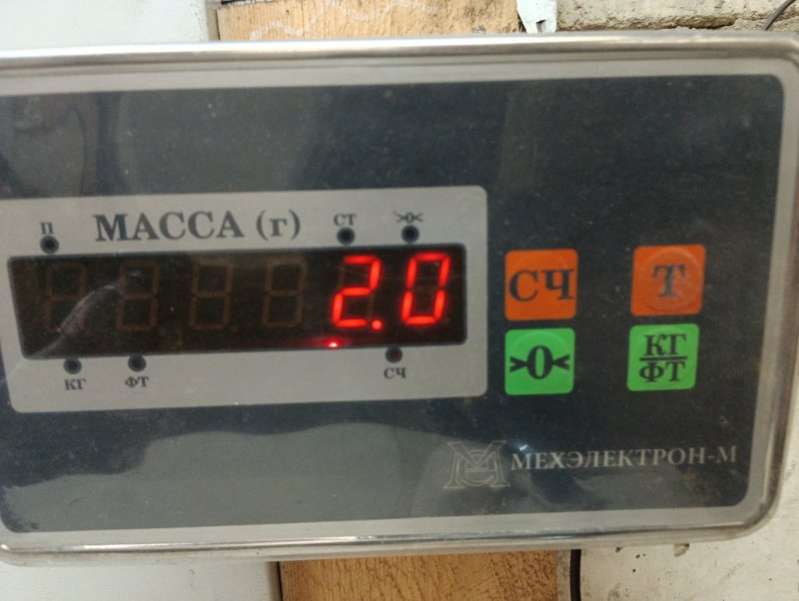 П МАССА (г) СТ >0<
2.0
КГ ФТ СЧ
СЧ Т
>0< КГ/ФТ
МЕХЭЛЕКТРОН-М